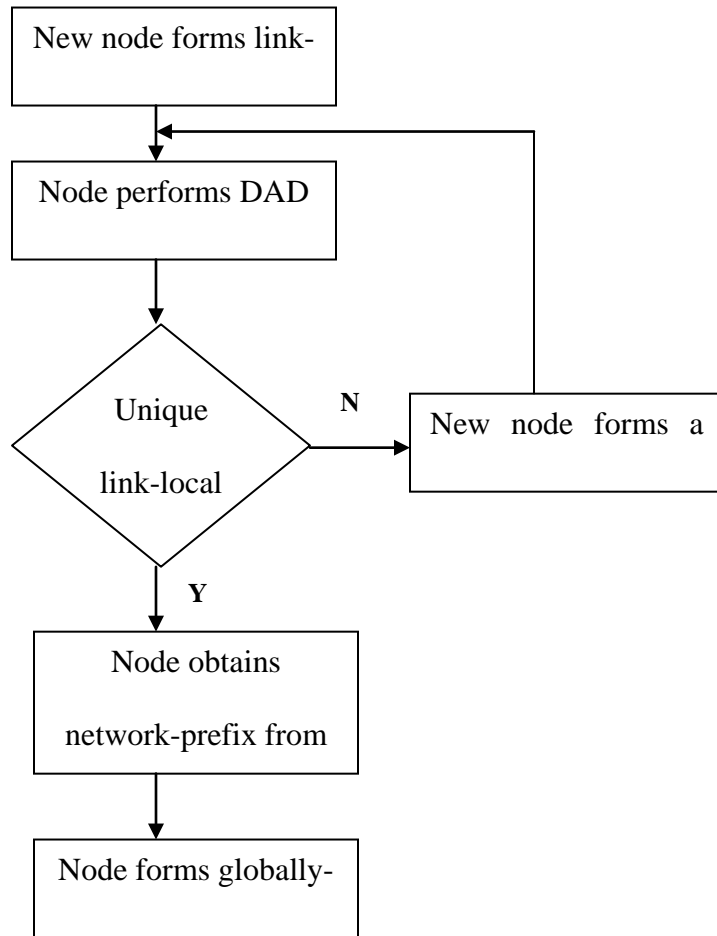 New node forms link-
Node performs DAD
Unique
link-local
N
New node forms a
Y
Node obtains
network-prefix from
Node forms globally-